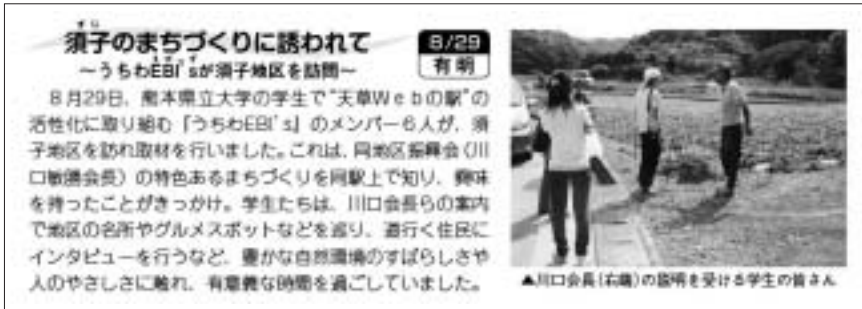 須子のまちづくりに誘われて
～うちわEBI'sが須子地区を訪問～
8/29
有明
8月29日、熊本県立大学の学生で"天草Webの駅"の
活性化に取り組む『うちわEBI's』のメンバー6人が、須
子地区を訪れ取材を行いました。これは、同地区振興会（川
口敏勝会長）の特色あるまちづくりを同駅上で知り、興味
を持ったことがきっかけ。学生たちは、川口会長らの案内
で地区の名所やグルメスポットなどを巡り、道行く住民に
インタビューを行うなど、豊かな自然環境のすばらしさや
人のやさしさに触れ、有意義な時間を過ごしていました。
▲川口会長（右端）の説明を受ける学生の皆さん